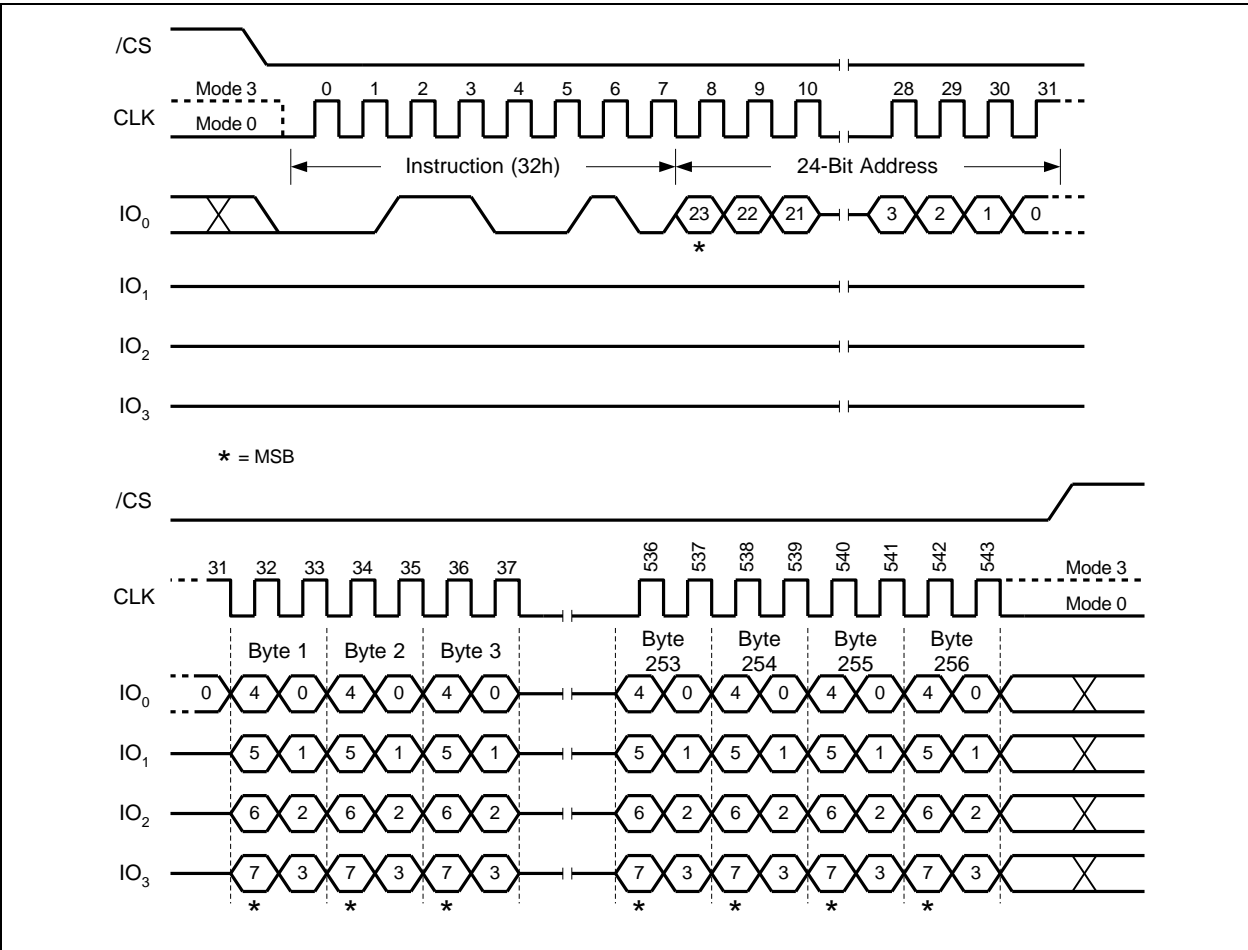 /CS
Mode 3 0 1 2 3 4 5 6 7 8 9 10 28 29 30 31
CLK
Mode 0
Instruction (32h) 24-Bit Address
IO0 23 22 21 3 2 1 0
*
IO1
IO2
IO3
* = MSB
/CS
31 32 33 34 35 36 37 536 537 538 539 540 541 542 543 Mode 3
CLK
Mode 0
Byte 1 Byte 2 Byte 3 Byte 253 Byte 254 Byte 255 Byte 256
IO0 0 4 0 4 0 4 0 4 0 4 0 4 0 4 0
IO1 5 1 5 1 5 1 5 1 5 1 5 1 5 1
IO2 6 2 6 2 6 2 6 2 6 2 6 2 6 2
IO3 7 3 7 3 7 3 7 3 7 3 7 3 7 3
* * * * * * *